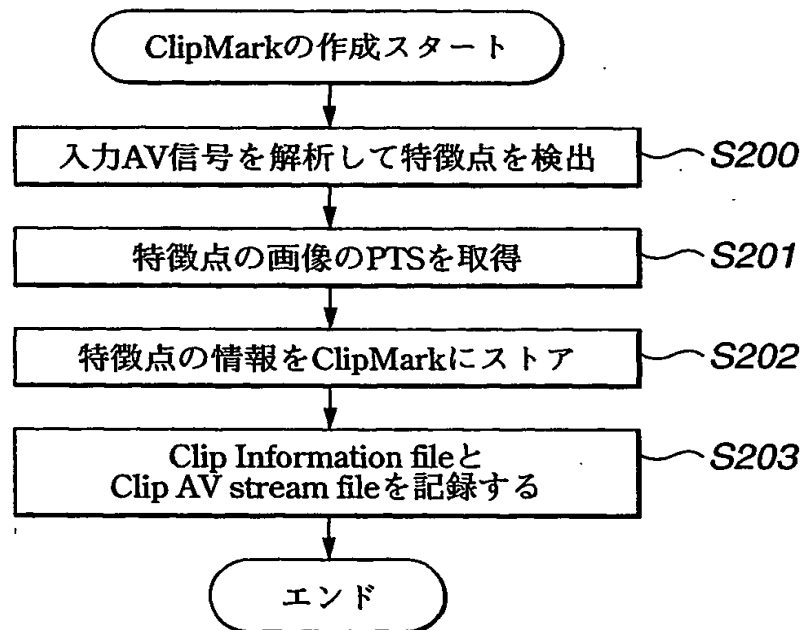 ClipMarkの作成スタート
入力AV信号を解析して特徴点を検出
S200
特徴点の画像のPTSを取得
S201
特徴点の情報をClipMarkにストア
S202
Clip Information fileと
Clip AV stream fileを記録する
S203
エンド